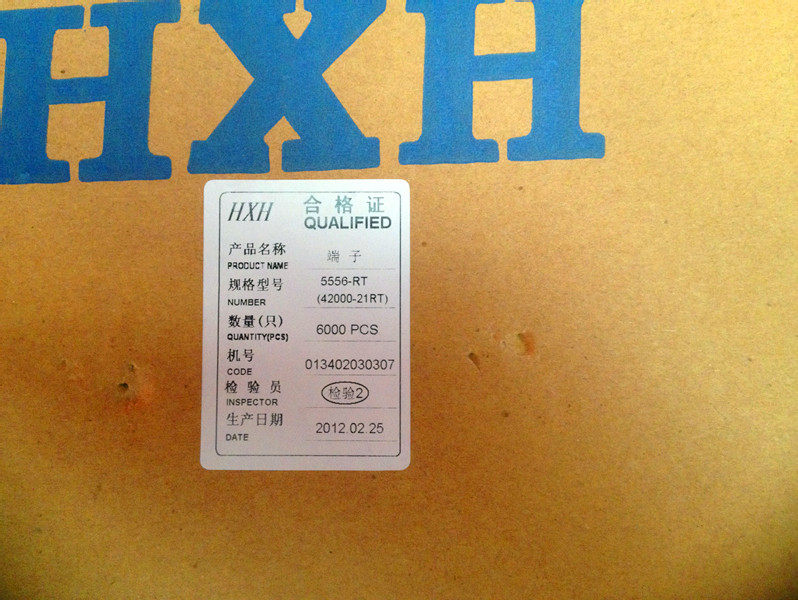 HXH
HXH 合格证
QUALIFIED
产品名称 端子
PRODUCT NAME
规格型号 5556-RT
NUMBER (42000-21RT)
数量(只) 6000 PCS
QUANTITY(PCS)
机号 013402030307
CODE
检验员 检验2
INSPECTOR
生产日期 2012.02.25
DATE